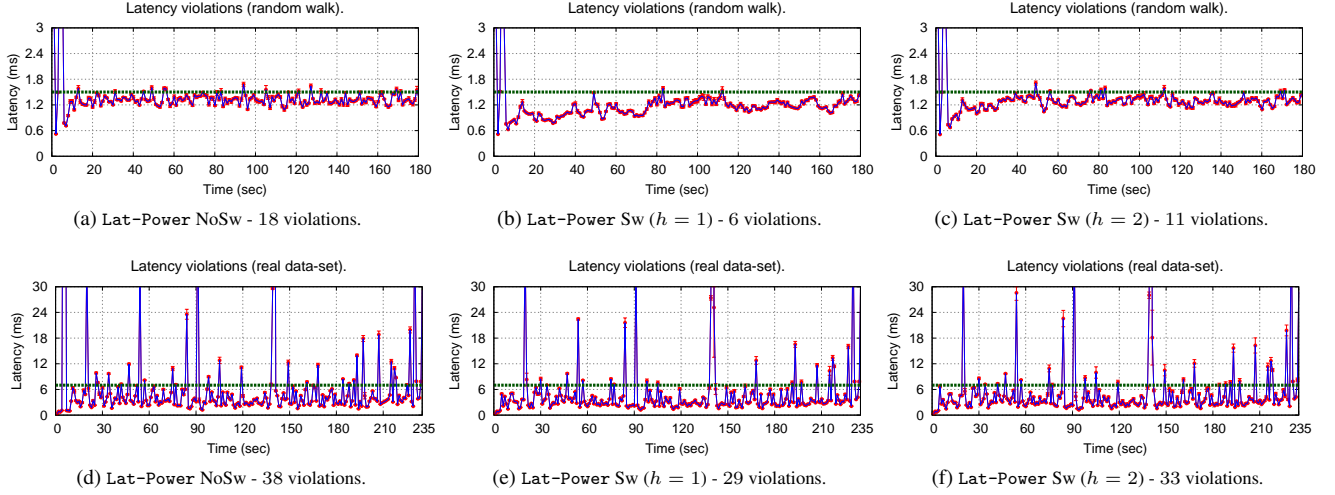 Latency violations (random walk).
Latency (ms)
3
2.4
1.8
1.2
0.6
0
0 20 40 60 80 100 120 140 160 180
Time (sec)
(a) Lat-Power NoSw - 18 violations.
Latency violations (random walk).
Latency (ms)
3
2.4
1.8
1.2
0.6
0
0 20 40 60 80 100 120 140 160 180
Time (sec)
(b) Lat-Power Sw (h = 1) - 6 violations.
Latency violations (random walk).
Latency (ms)
3
2.4
1.8
1.2
0.6
0
0 20 40 60 80 100 120 140 160 180
Time (sec)
(c) Lat-Power Sw (h = 2) - 11 violations.
Latency violations (real data-set).
Latency (ms)
30
24
18
12
6
0
0 30 60 90 120 150 180 210 235
Time (sec)
(d) Lat-Power NoSw - 38 violations.
Latency violations (real data-set).
Latency (ms)
30
24
18
12
6
0
0 30 60 90 120 150 180 210 235
Time (sec)
(e) Lat-Power Sw (h = 1) - 29 violations.
Latency violations (real data-set).
Latency (ms)
30
24
18
12
6
0
0 30 60 90 120 150 180 210 235
Time (sec)
(f) Lat-Power Sw (h = 2) - 33 violations.